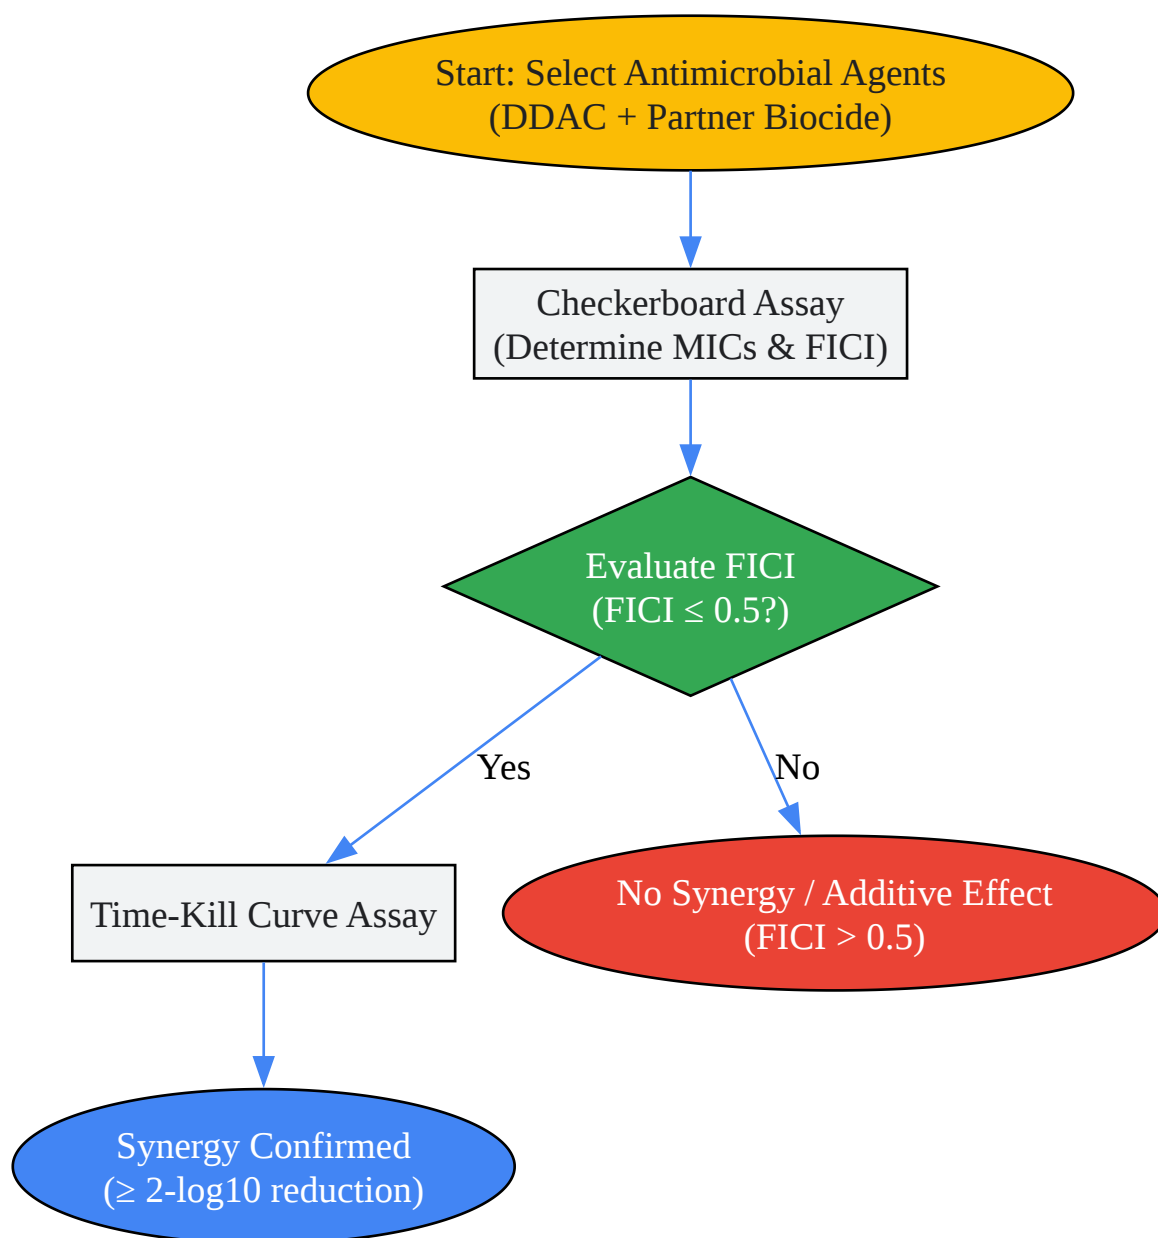 Start: Select Antimicrobial Agents
(DDAC + Partner Biocide)
Checkerboard Assay
(Determine MICs & FICI)
Evaluate FICI
(FICI ≤ 0.5?)
Yes
No
Time-Kill Curve Assay
No Synergy / Additive Effect
(FICI > 0.5)
Synergy Confirmed
(≥ 2-log10 reduction)